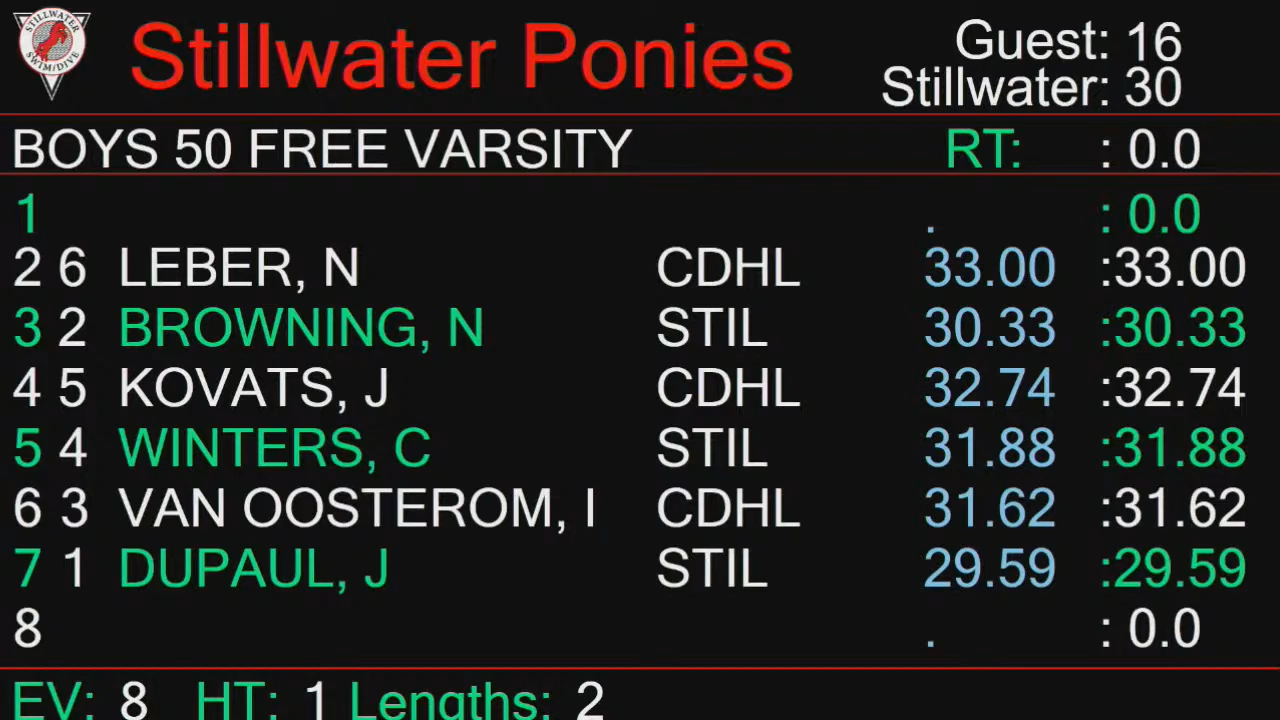 STILLWATER
SWIM/DIVE
Stillwater Ponies
Guest: 16
Stillwater: 30
BOYS 50 FREE VARSITY RT: : 0.0
1 . : 0.0
2 6 LEBER, N CDHL 33.00 :33.00
3 2 BROWNING, N STIL 30.33 :30.33
4 5 KOVATS, J CDHL 32.74 :32.74
5 4 WINTERS, C STIL 31.88 :31.88
6 3 VAN OOSTEROM, I CDHL 31.62 :31.62
7 1 DUPAUL, J STIL 29.59 :29.59
8 . : 0.0
EV: 8 HT: 1 Lengths: 2